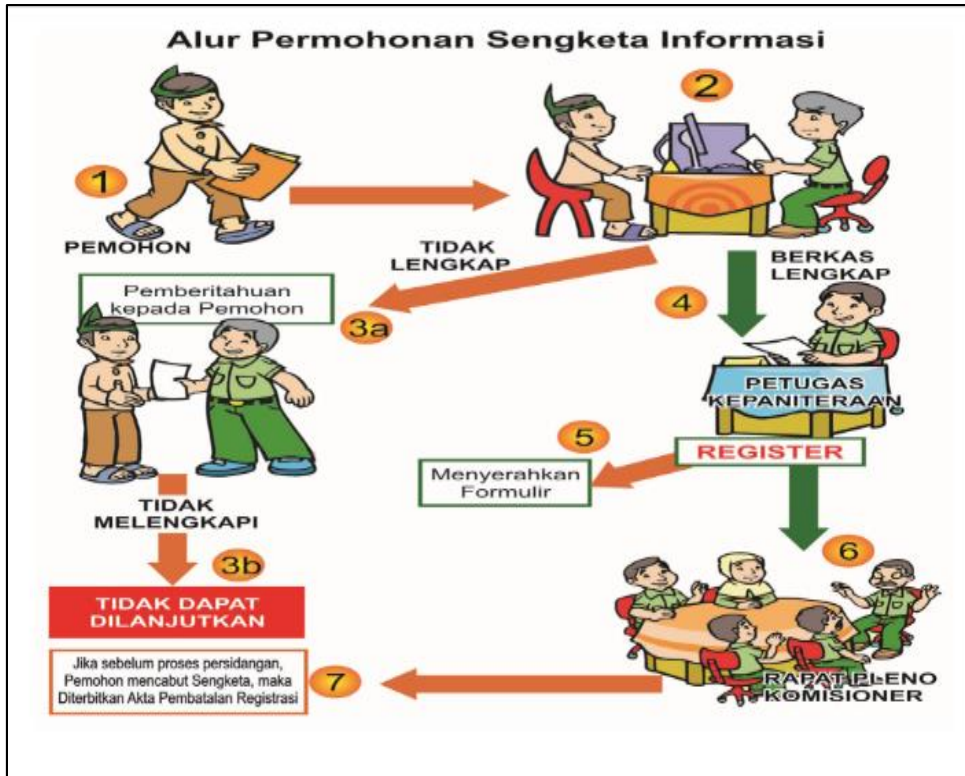 Alur Permohonan Sengketa Informasi
1
PEMOHON
2
TIDAK
LENGKAP
BERKAS
LENGKAP
Pemberitahuan
kepada Pemohon
3a
4
PETUGAS
KEPANITERAAN
REGISTER
5
Menyerahkan
Formulir
TIDAK
MELENGKAPI
3b
6
TIDAK DAPAT
DILANJUTKAN
Jika sebelum proses persidangan,
Pemohon mencabut Sengketa, maka
Diterbitkan Akta Pembatalan Registrasi
7
RAPAT PLENO
KOMISIONER